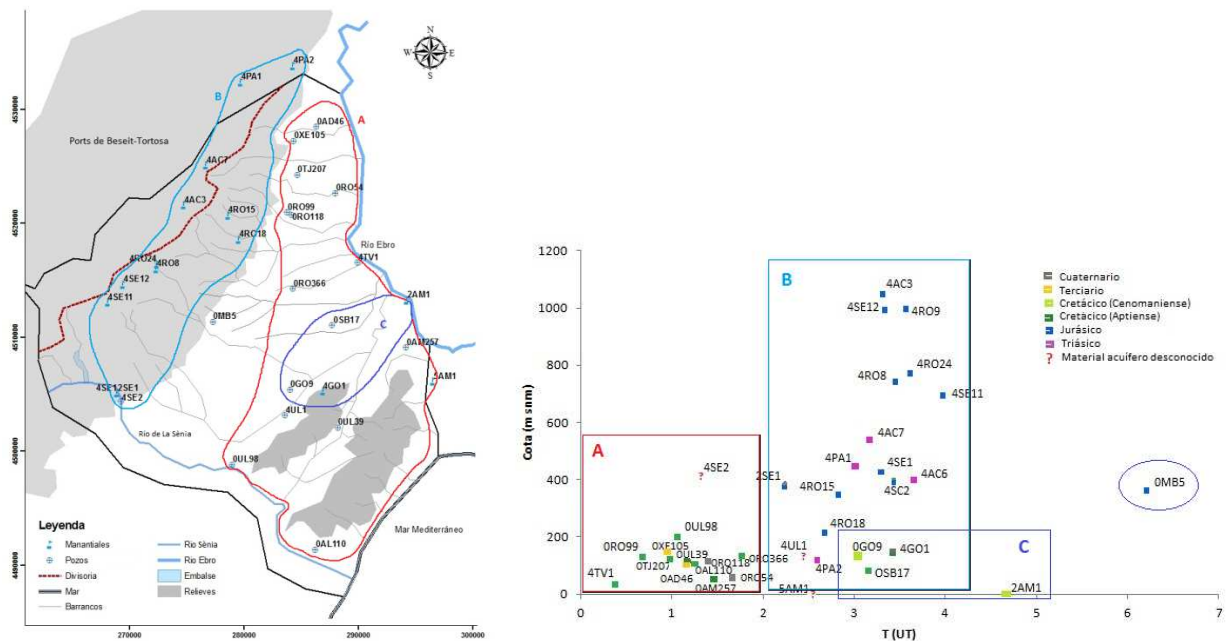 N
W E
S
4PA2
4PA1
B
0AD46
A
0XE105
Ports de Beseit-Tortosa
4AC7
0TJ207
0RO54
4AC3
4RO15
0RO99
0RO118
4RO18
Río Ebro
4RO24
4RO8
4TV1
4SE12
0RO366
4SE11
2AM1
0MB5
0SB17
C
0AM257
4SE12SE1
4SE2
0GO9
4GO1
5AM1
4UL1
0UL39
Río de La Sènia
0UL98
Mar Mediterráneo
0AL110
Leyenda
Manantiales
Pozos
Divisoria
Mar
Barrancos
Río Sènia
Río Ebro
Embalse
Relieves
4530000
4520000
4510000
4500000
4490000
270000 280000 290000 300000
Cota (m snm)
1200
1000
800
600
400
200
0
0 1 2 3 4 5 6 7
T (UT)
A
4SE2
0UL98
0RO99
0XE105
0UL39
0RO118
0RO366
0TJ207
0AL110
4TV1
0AD46
0AM257
0RO54
B
4AC3
4SE12
4RO9
4RO24
4RO8
4SE11
4AC7
4PA1
4SE1
4AC6
2SE1
4RO15
4SC2
4RO18
4UL1
0GO9
4GO1
C
4PA2
0SB17
5AM1
2AM1
0MB5
Cuaternario
Terciario
Cretácico (Cenomaniense)
Cretácico (Aptiense)
Jurásico
Triásico
? Material acuífero desconocido